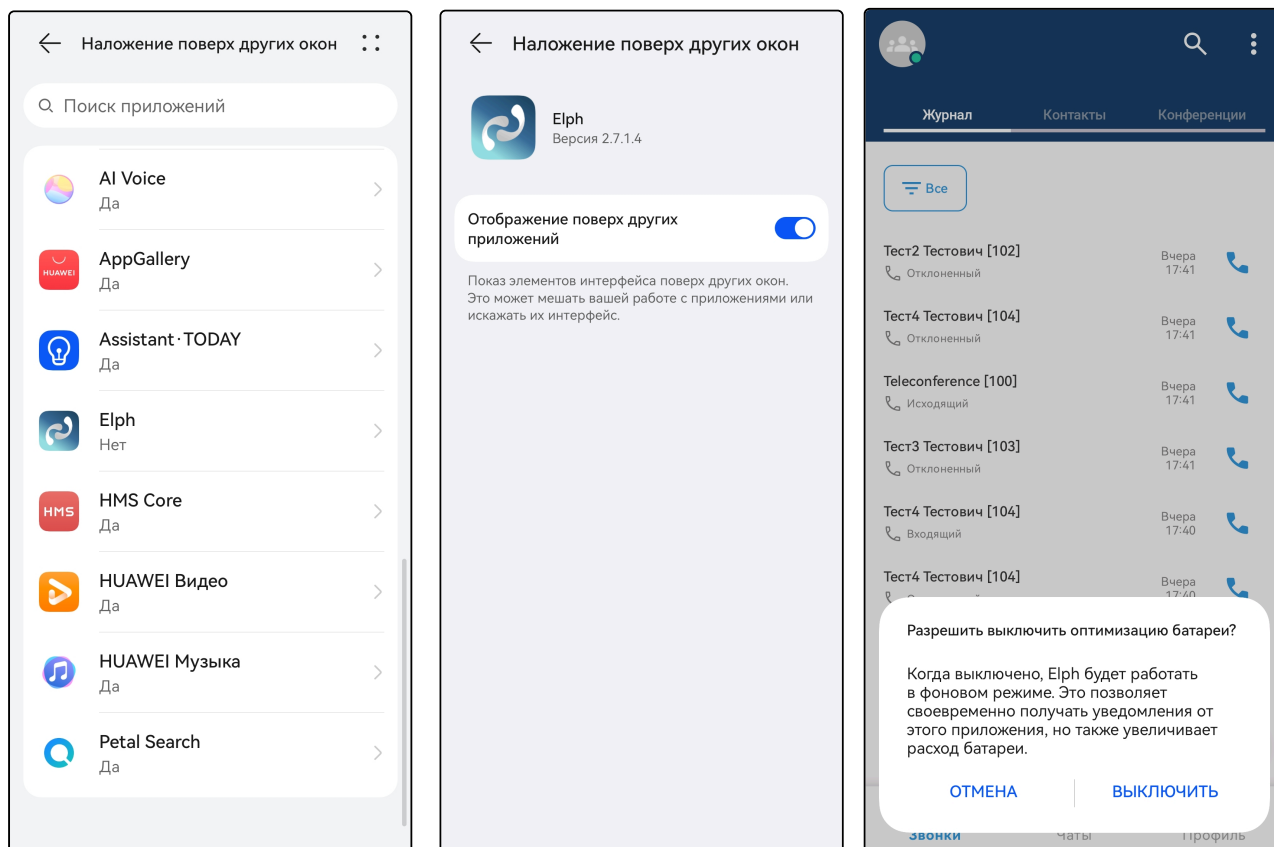 Наложение поверх других окон
Поиск приложений
AI Voice
Да
HUAWEI
AppGallery
Да
Assistant·TODAY
Да
Elph
Нет
HMS
HMS Core
Да
HUAWEI Видео
Да
HUAWEI Музыка
Да
Petal Search
Да
Наложение поверх других окон
Elph
Версия 2.7.1.4
Отображение поверх других
приложений
Показ элементов интерфейса поверх других окон.
Это может мешать вашей работе с приложениями или
искажать их интерфейс.
Журнал Контакты Конференции
Все
Тест2 Тестович [102]
Отклоненный
Вчера
17:41
Тест4 Тестович [104]
Отклоненный
Вчера
17:41
Teleconference [100]
Исходящий
Вчера
17:41
Тест3 Тестович [103]
Отклоненный
Вчера
17:41
Тест4 Тестович [104]
Входящий
Вчера
17:40
Тест4 Тестович [104]
Вчера
17:40
Разрешить выключить оптимизацию батареи?
Когда выключено, Elph будет работать
в фоновом режиме. Это позволяет
своевременно получать уведомления от
этого приложения, но также увеличивает
расход батареи.
ОТМЕНА ВЫКЛЮЧИТЬ
Звонки Чаты Профиль